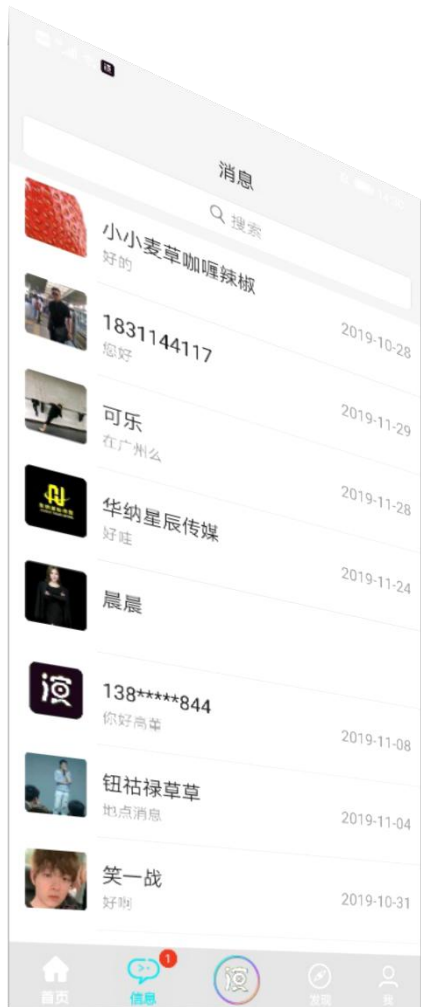 消息
搜索
小小麦草咖喱辣椒
好的
2019-10-28
1831144117
您好
2019-11-29
可乐
在广州么
2019-11-28
华纳星辰传媒
好哇
2019-11-24
晨晨
138*****844
你好高董
2019-11-08
钮祜禄草草
地点消息
2019-11-04
笑一战
好啊
2019-10-31
首页
1
信息
演
发现
我